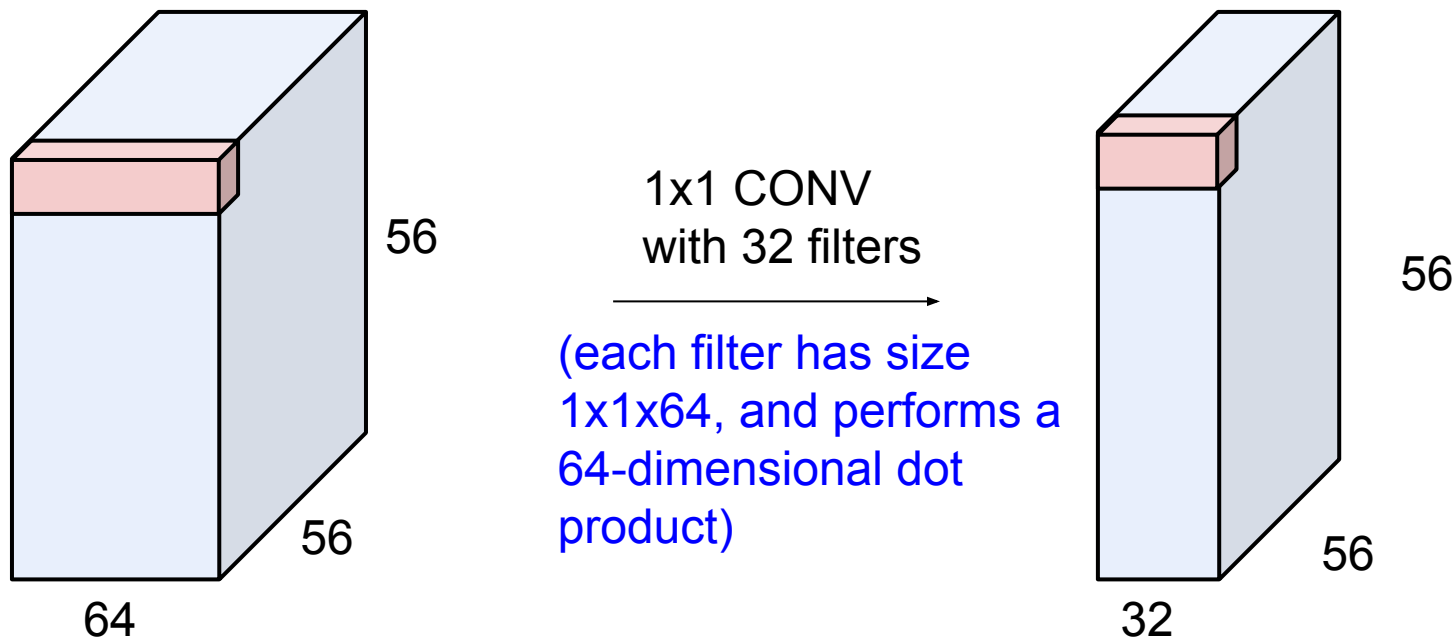 56
56
64
1x1 CONV
with 32 filters
(each filter has size
1x1x64, and performs a
64-dimensional dot
product)
56
56
32